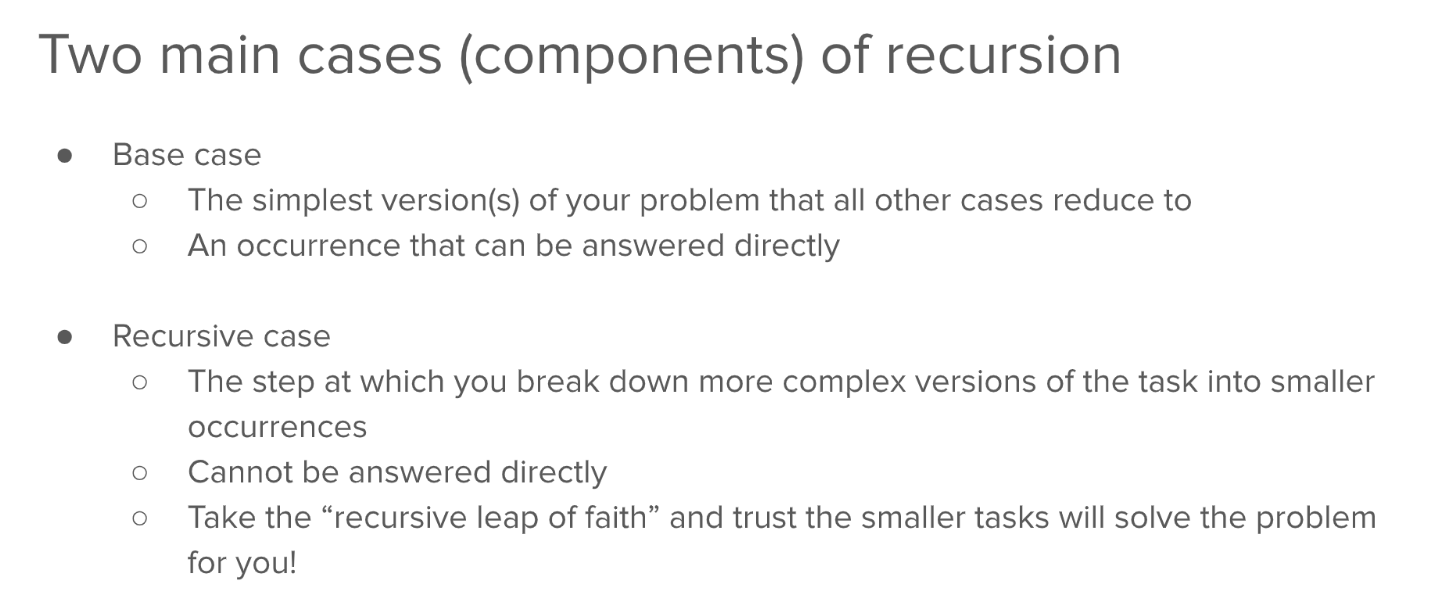 Two main cases (components) of recursion
● Base case
○ The simplest version(s) of your problem that all other cases reduce to
○ An occurrence that can be answered directly
● Recursive case
○ The step at which you break down more complex versions of the task into smaller
occurrences
○ Cannot be answered directly
○ Take the “recursive leap of faith” and trust the smaller tasks will solve the problem
for you!